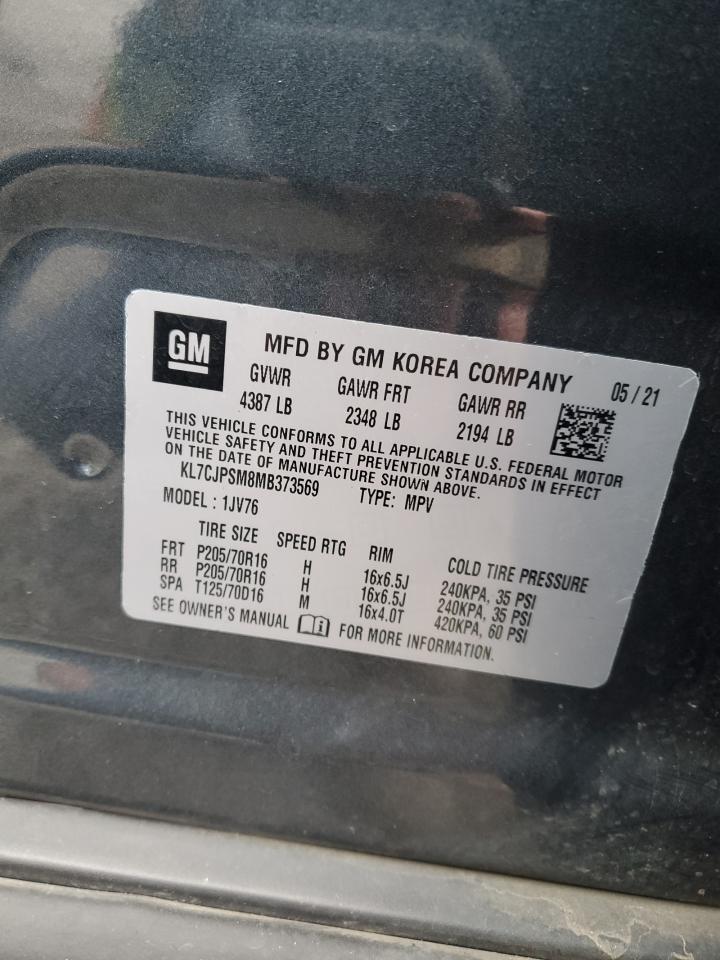 GM
MFD BY GM KOREA COMPANY 05 / 21
GVWR GAWR FRT GAWR RR
4387 LB 2348 LB 2194 LB
THIS VEHICLE CONFORMS TO ALL APPLICABLE U.S. FEDERAL MOTOR
VEHICLE SAFETY AND THEFT PREVENTION STANDARDS IN EFFECT
ON THE DATE OF MANUFACTURE SHOWN ABOVE.
KL7CJPSM8MB373569 TYPE: MPV
MODEL : 1JV76
TIRE SIZE SPEED RTG RIM COLD TIRE PRESSURE
FRT P205/70R16 H 16x6.5J 240KPA, 35 PSI
RR P205/70R16 H 16x6.5J 240KPA, 35 PSI
SPA T125/70D16 M 16x4.0T 420KPA, 60 PSI
SEE OWNER'S MANUAL FOR MORE INFORMATION.